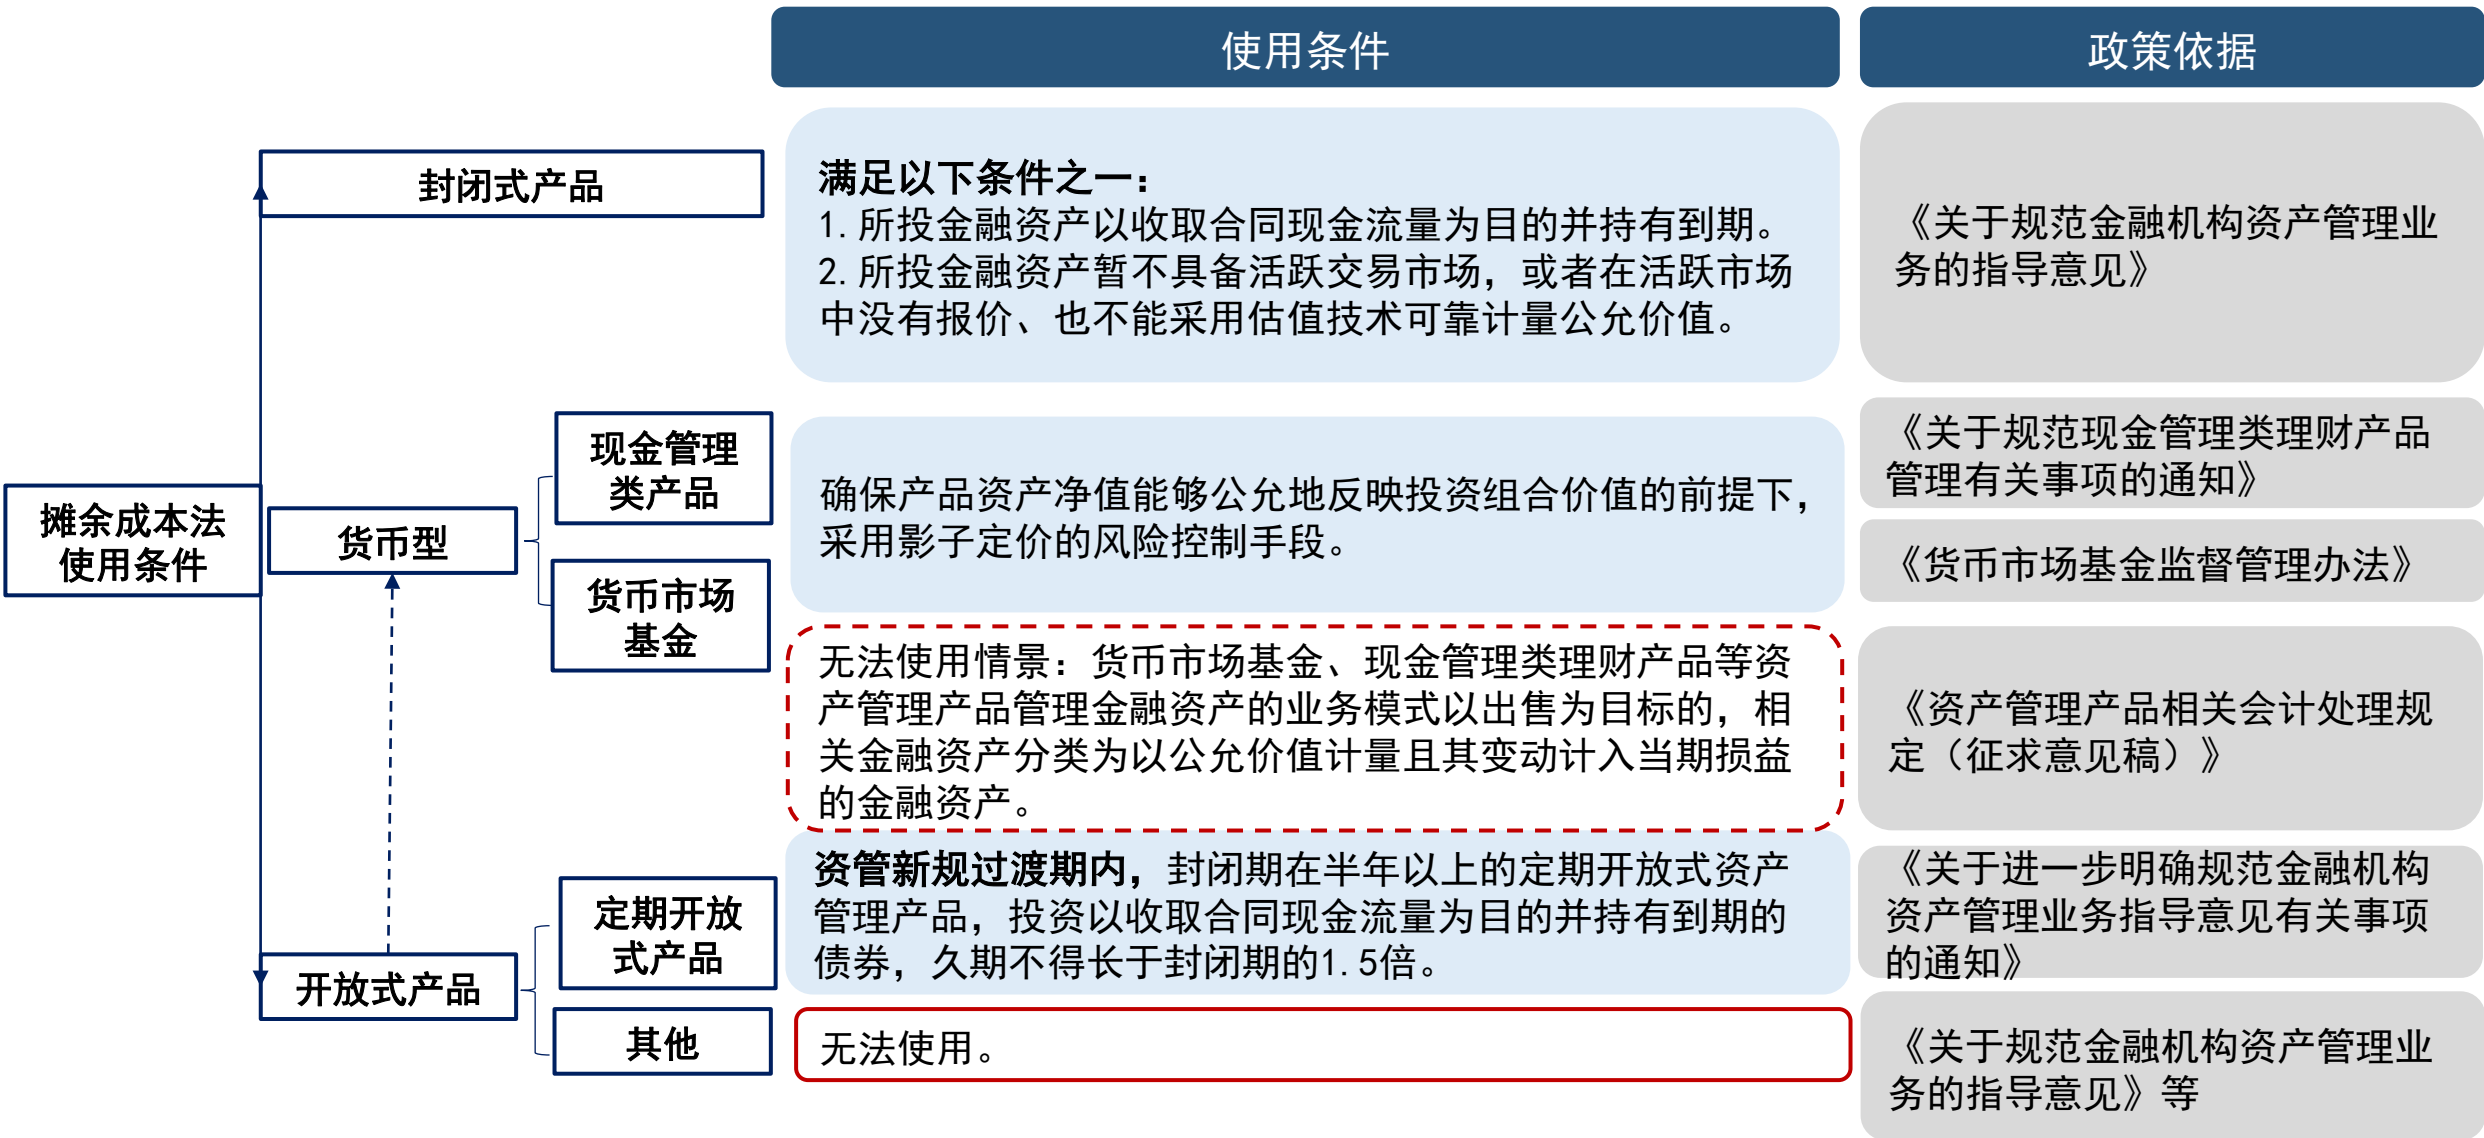 使用条件
政策依据
封闭式产品
满足以下条件之一：
1.所投金融资产以收取合同现金流量为目的并持有到期。
2.所投金融资产暂不具备活跃交易市场，或者在活跃市场
中没有报价、也不能采用估值技术可靠计量公允价值。
《关于规范金融机构资产管理业
务的指导意见》
摊余成本法
使用条件
货币型
现金管理
类产品
货币市场
基金
确保产品资产净值能够公允地反映投资组合价值的前提下，
采用影子定价的风险控制手段。
《关于规范现金管理类理财产品
管理有关事项的通知》
《货币市场基金监督管理办法》
无法使用情景：货币市场基金、现金管理类理财产品等资
产管理产品管理金融资产的业务模式以出售为目标的，相
关金融资产分类为以公允价值计量且其变动计入当期损益
的金融资产。
《资产管理产品相关会计处理规
定（征求意见稿）》
开放式产品
定期开放
式产品
资管新规过渡期内，封闭期在半年以上的定期开放式资产
管理产品，投资以收取合同现金流量为目的并持有到期的
债券，久期不得长于封闭期的1.5倍。
《关于进一步明确规范金融机构
资产管理业务指导意见有关事项
的通知》
其他
无法使用。
《关于规范金融机构资产管理业
务的指导意见》等